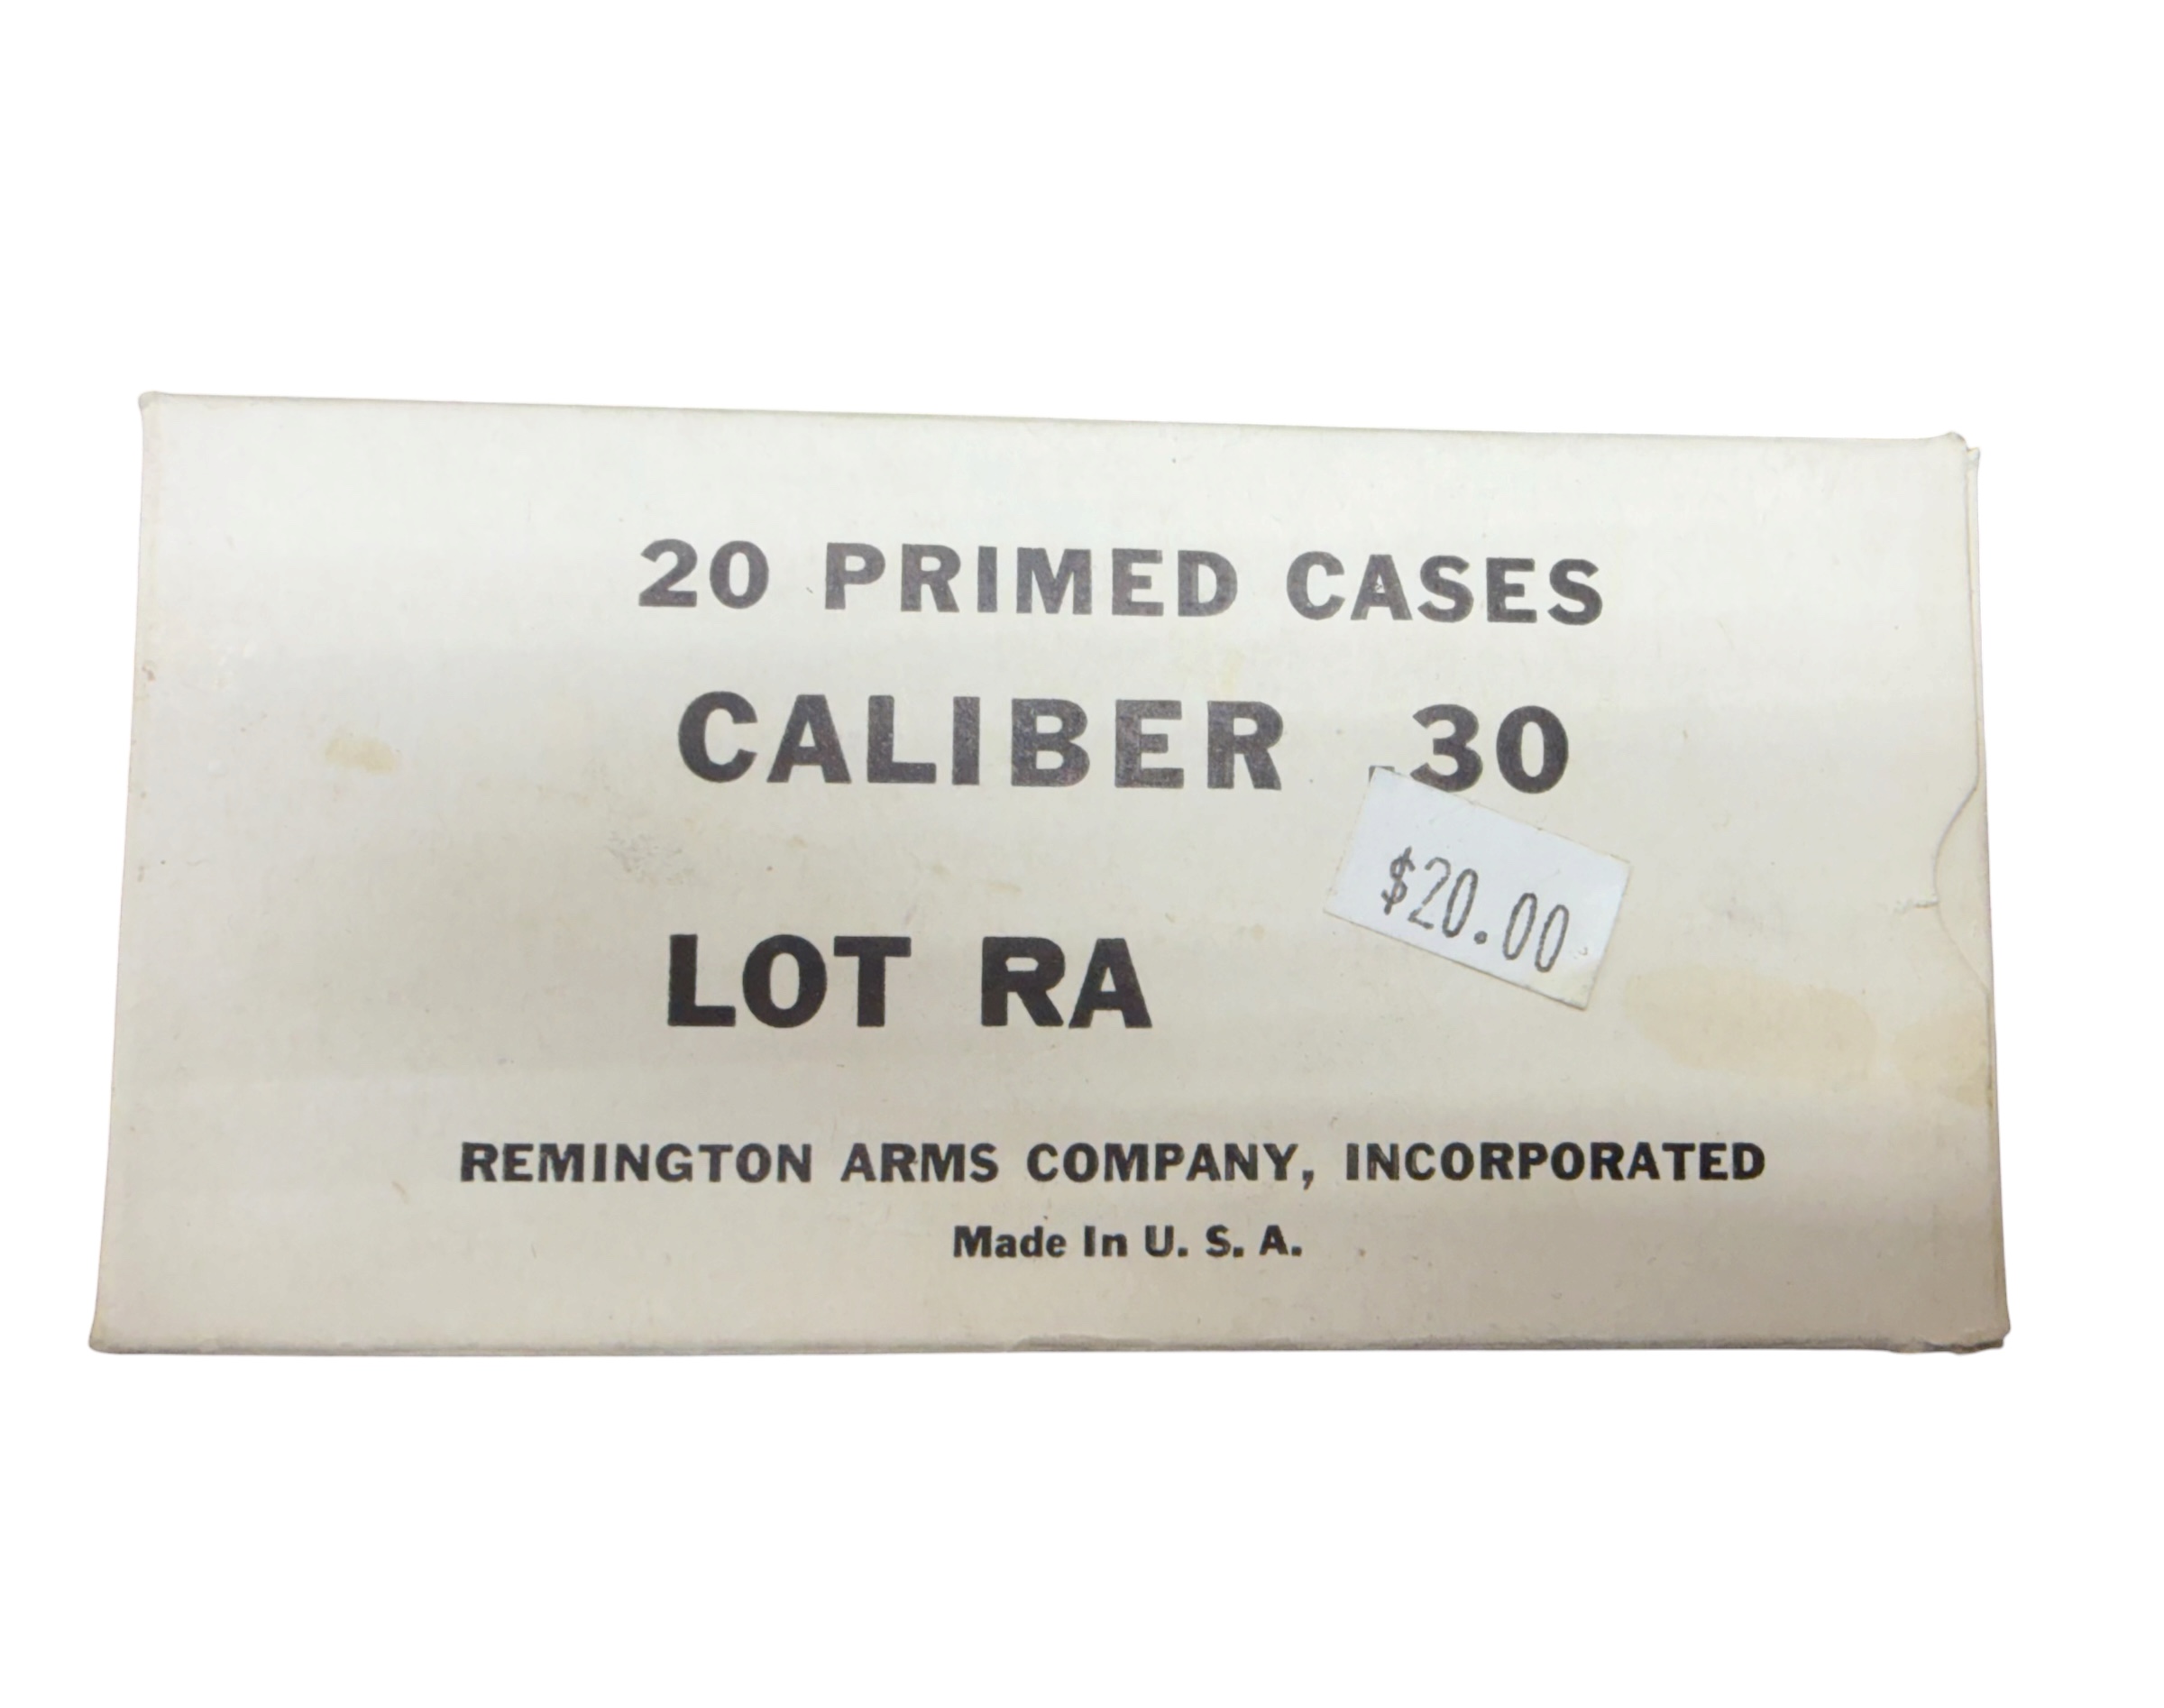 20 PRIMED CASES
CALIBER .30
$20.00
LOT RA
REMINGTON ARMS COMPANY, INCORPORATED
Made In U. S. A.